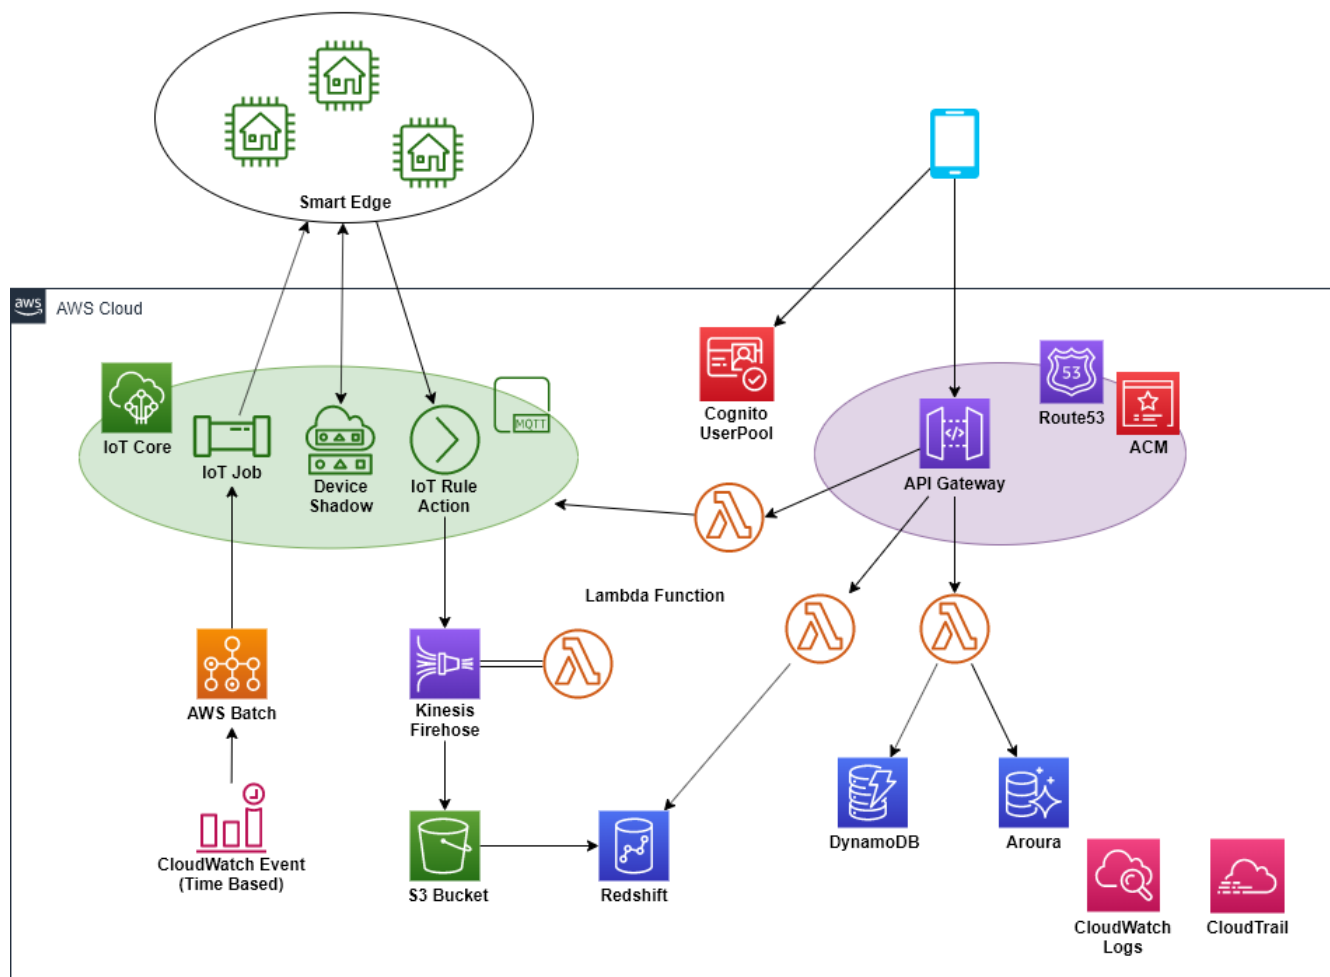 Smart Edge
aws
AWS Cloud
IoT Core
IoT Job
Device
Shadow
IoT Rule
Action
MQTT
Cognito
UserPool
53
Route53
ACM
API Gateway
Lambda Function
AWS Batch
Kinesis
Firehose
CloudWatch Event
(Time Based)
S3 Bucket
Redshift
DynamoDB
Aroura
CloudWatch
Logs
CloudTrail